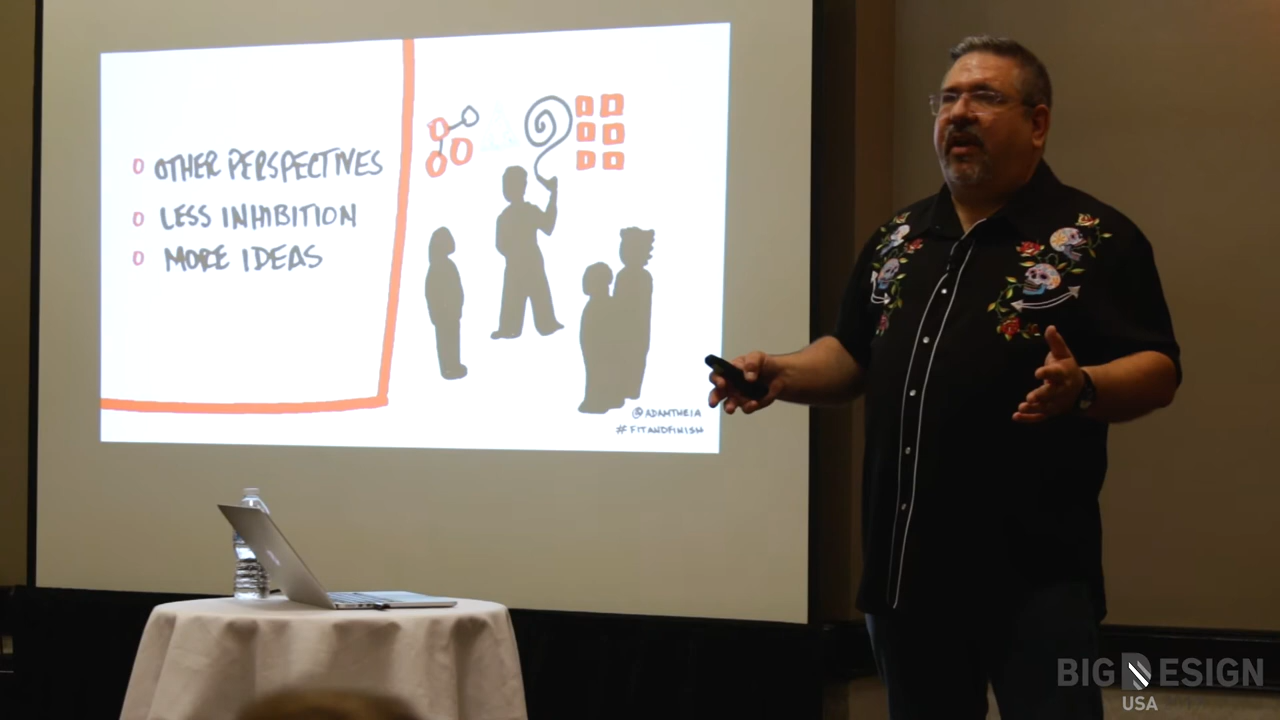 OTHER PERSPECTIVES
LESS INHIBITION
MORE IDEAS
@ADAMTHEIA
#FITANDFINISH
BIG DESIGN
USA